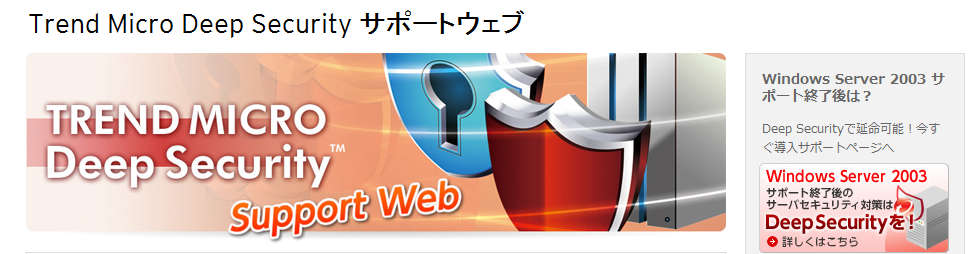 Trend Micro Deep Security サポートウェブ
TREND MICRO
Deep Security™
Support Web
Windows Server 2003 サ
ポート終了後は？
Deep Securityで延命可能！今す
ぐ導入サポートページへ
Windows Server 2003
サポート終了後の
サーバセキュリティ対策は
Deep Securityを！
詳しくはこちら